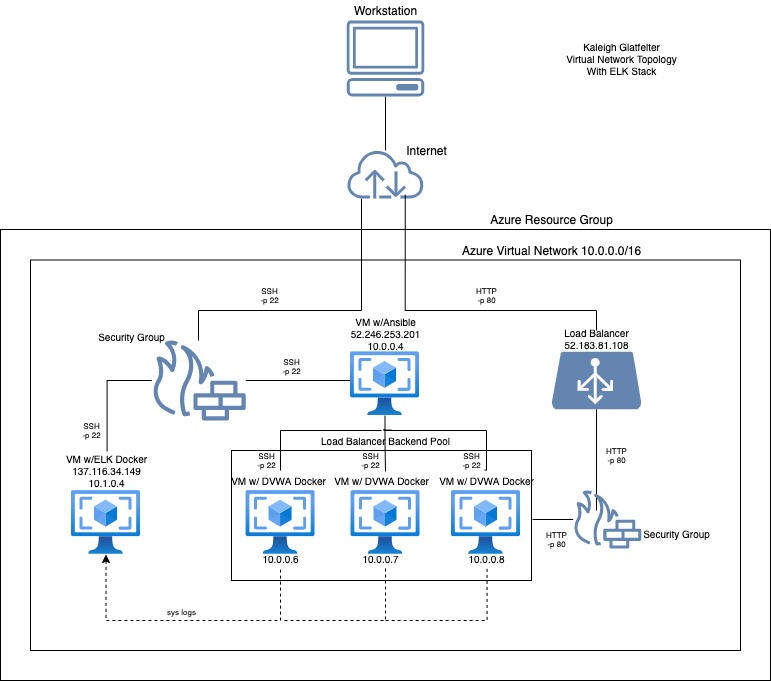 Workstation
Kaleigh Glatfelter
Virtual Network Topology
With ELK Stack
Internet
Azure Resource Group
Azure Virtual Network 10.0.0.0/16
SSH
-p 22
HTTP
-p 80
VM w/Ansible
52.246.253.201
10.0.0.4
Security Group
Load Balancer
52.183.81.108
SSH
-p 22
SSH
-p 22
Load Balancer Backend Pool
HTTP
-p 80
VM w/ELK Docker
137.116.34.149
10.1.0.4
SSH
-p 22
SSH
-p 22
SSH
-p 22
VM w/ DVWA Docker
VM w/ DVWA Docker
VM w/ DVWA Docker
HTTP
-p 80
Security Group
10.0.0.6
10.0.0.7
10.0.0.8
sys logs